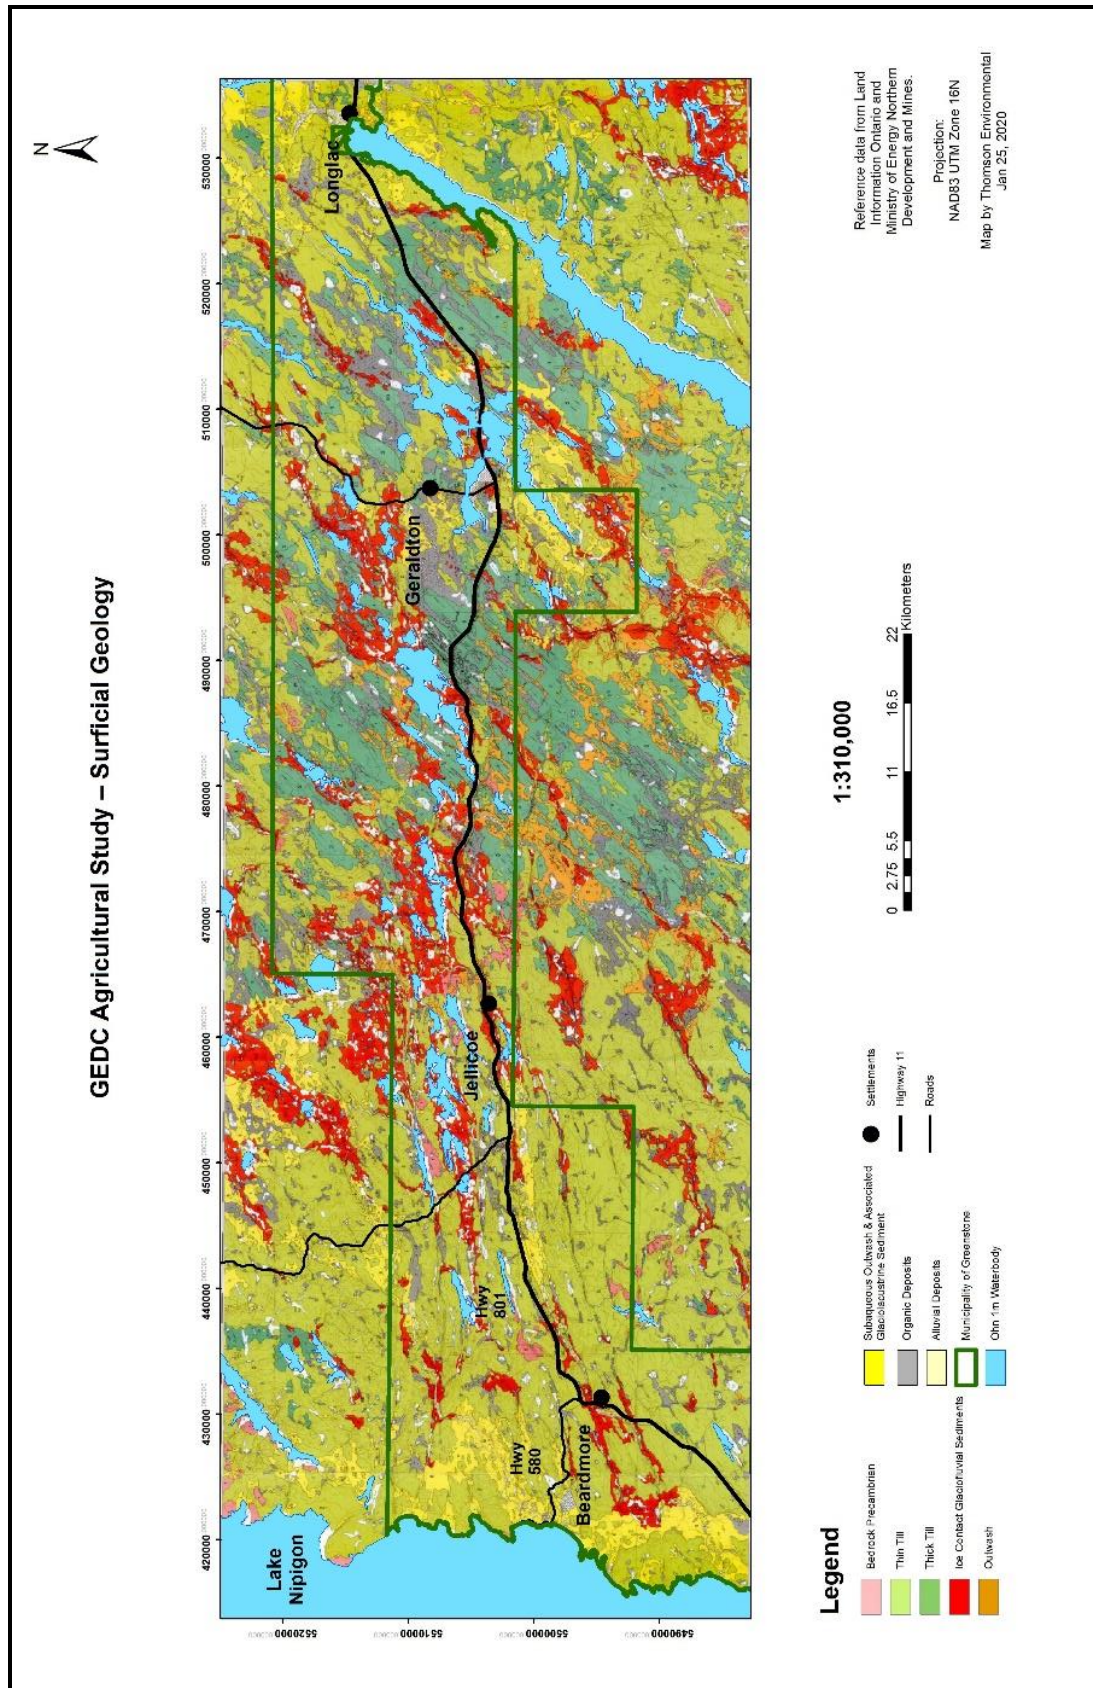 GEDC Agricultural Study – Surficial Geology
N
420000
430000
440000
450000
460000
470000
480000
490000
500000
510000
520000
530000
5520000
5510000
5500000
5490000
Lake
Nipigon
Hwy
580
Beardmore
Hwy
801
Jellicoe
Geraldton
Longlac
Legend
Bedrock Precambrian
Thin Till
Thick Till
Ice Contact Glaciofluvial Sediments
Outwash
Subaqueous Outwash & Associated
Glaciolacustrine Sediment
Organic Deposits
Alluvial Deposits
Municipality of Greenstone
Ohn 1m Waterbody
Settlements
Highway 11
Roads
1:310,000
0 2.75 5.5 11 16.5 22
Kilometers
Reference data from Land
Information Ontario and
Ministry of Energy Northern
Development and Mines.
Projection:
NAD83 UTM Zone 16N
Map by Thomson Environmental
Jan 25, 2020